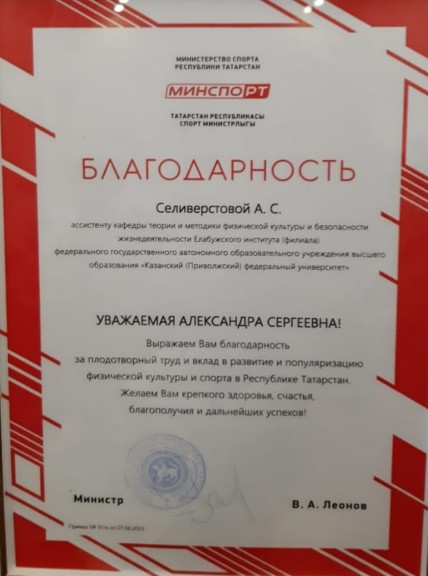 МИНИСТЕРСТВО СПОРТА
РЕСПУБЛИКИ ТАТАРСТАН
МИНСПОРТ
ТАТАРСТАН РЕСПУБЛИКАСЫ
СПОРТ МИНИСТРЛЫГЫ
БЛАГОДАРНОСТЬ
Селиверстовой А. С.
ассистенту кафедры теории и методики физической культуры и безопасности
жизнедеятельности Елабужского института (филиала)
федерального государственного автономного образовательного учреждения высшего
образования «Казанский (Приволжский) федеральный университет»
УВАЖАЕМАЯ АЛЕКСАНДРА СЕРГЕЕВНА!
Выражаем Вам благодарность
за плодотворный труд и вклад в развитие и популяризацию
физической культуры и спорта в Республике Татарстан.
Желаем Вам крепкого здоровья, счастья,
благополучия и дальнейших успехов!
Министр
В. А. Леонов
Приказ № от